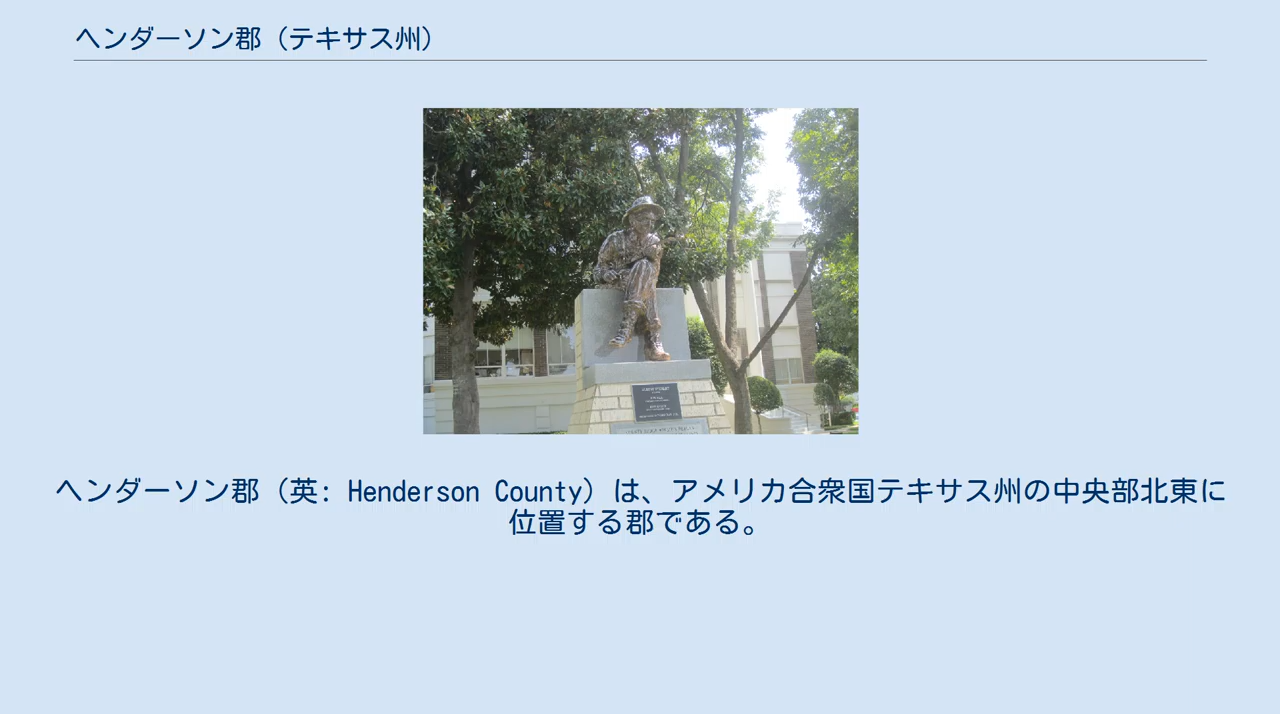 ヘンダーソン郡（テキサス州）
ヘンダーソン郡（英: Henderson County）は、アメリカ合衆国テキサス州の中央部北東に
位置する郡である。